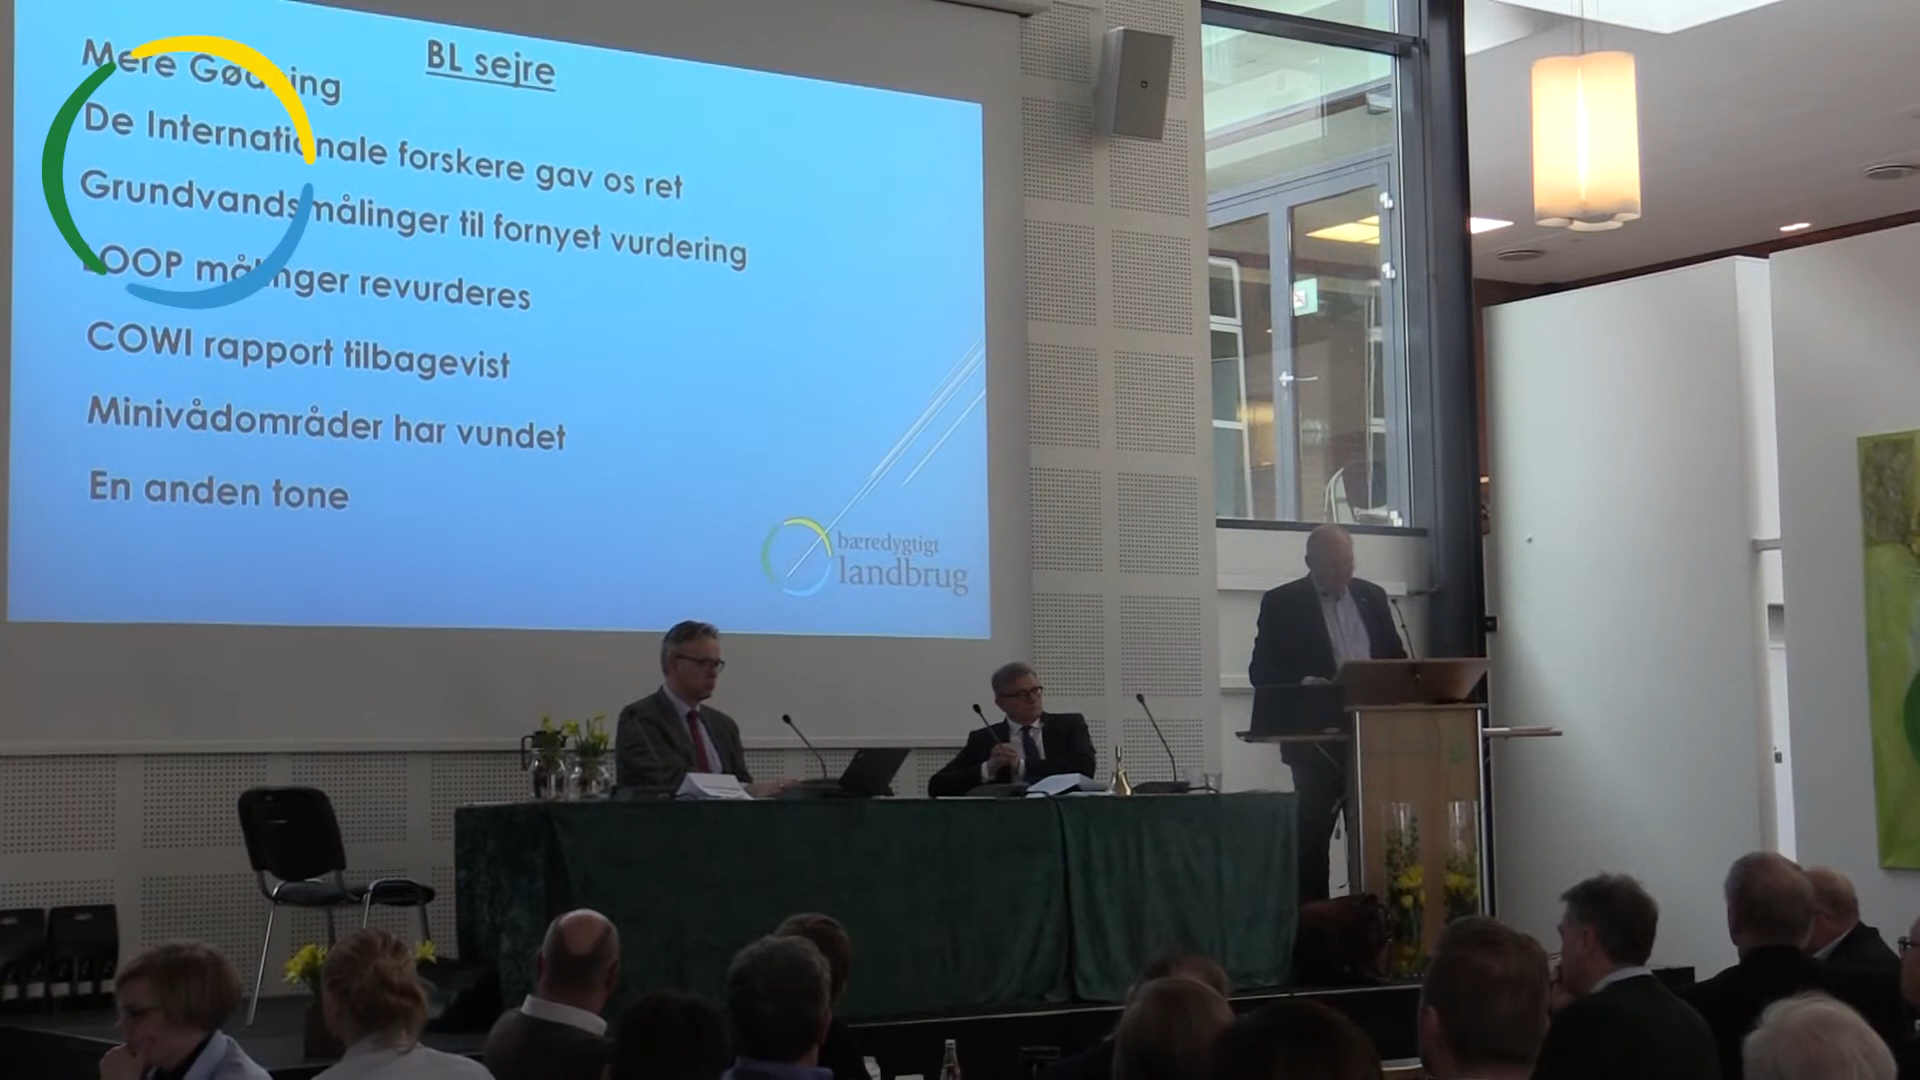 BL sejre
Mere Gødning
De Internationale forskere gav os ret
Grundvandsmålinger til fornyet vurdering
LOOP målinger revurderes
COWI rapport tilbagevist
Minivådområder har vundet
En anden tone
bæredygtigt
landbrug